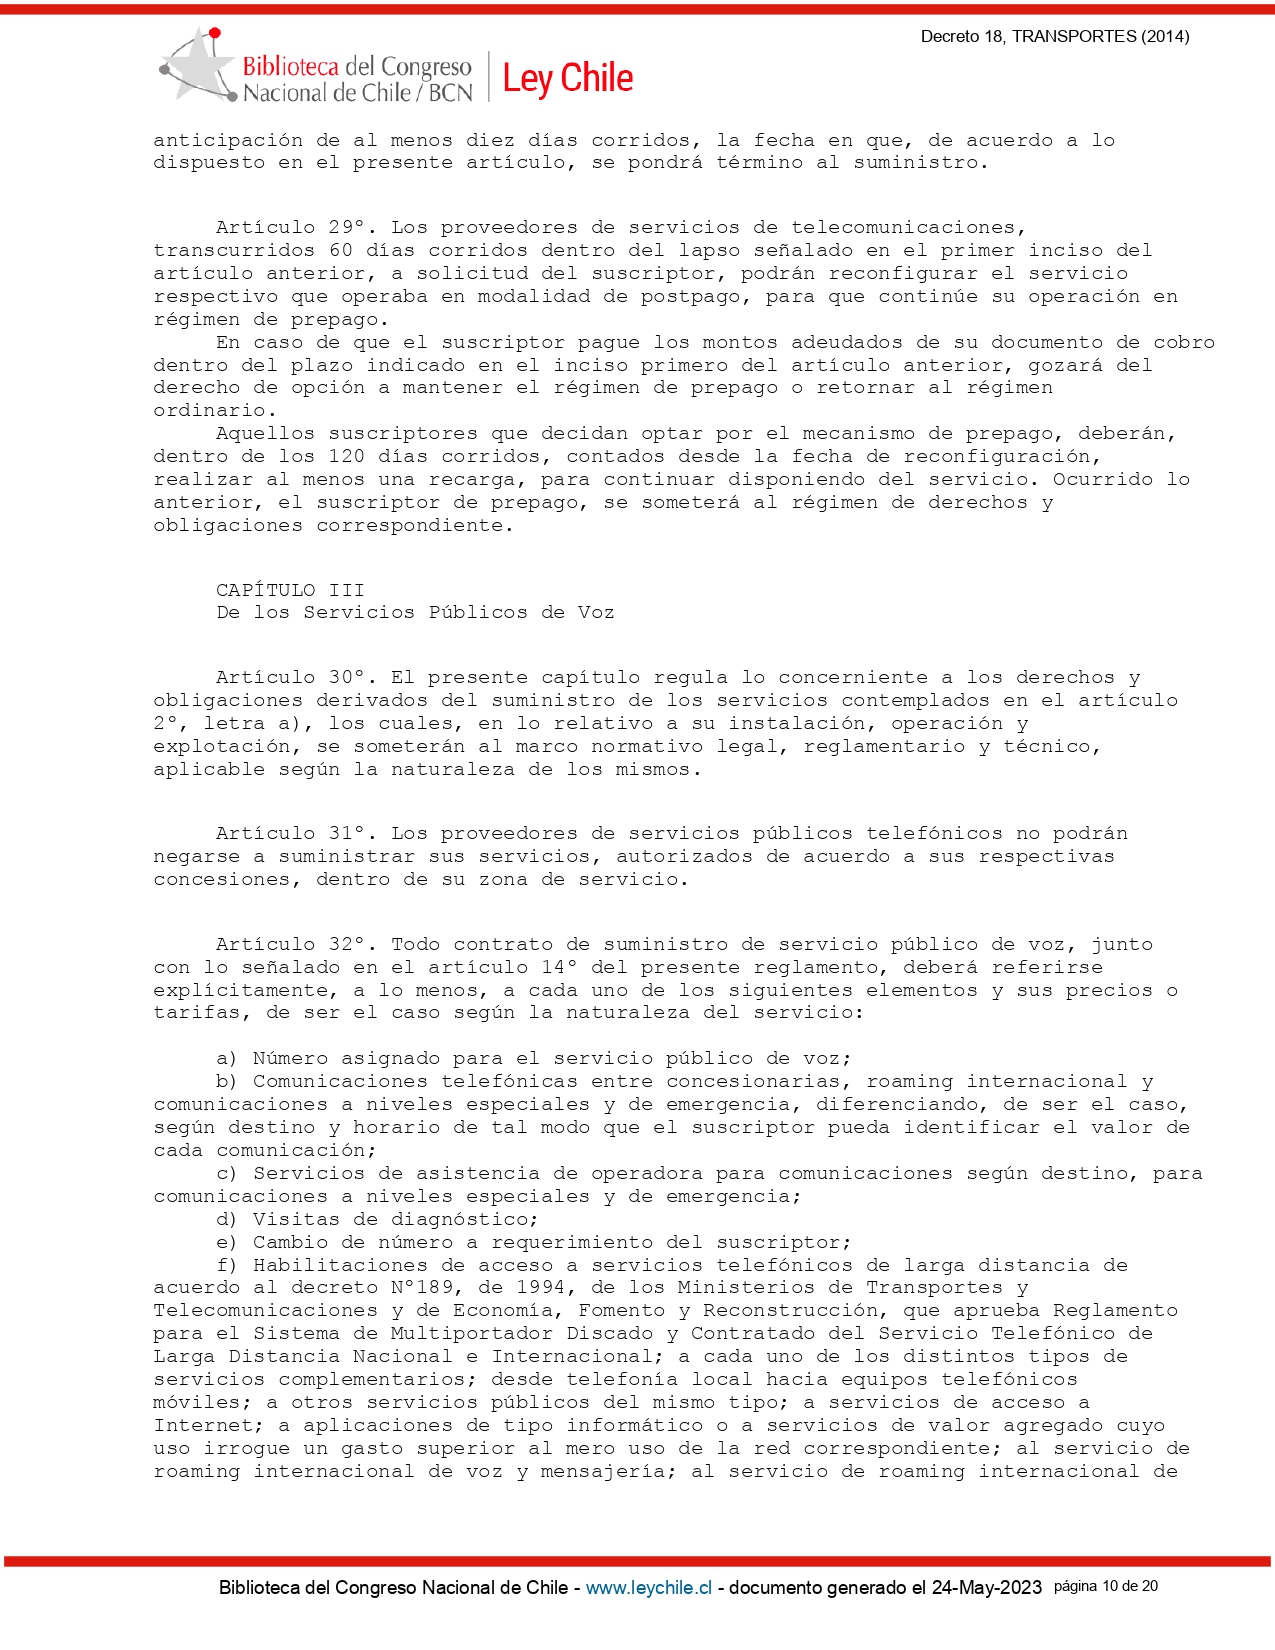 Decreto 18, TRANSPORTES (2014)
Biblioteca del Congreso
Nacional de Chile / BCN
Ley Chile
anticipación de al menos diez días corridos, la fecha en que, de acuerdo a lo
dispuesto en el presente artículo, se pondrá término al suministro.
Artículo 29º. Los proveedores de servicios de telecomunicaciones,
transcurridos 60 días corridos dentro del lapso señalado en el primer inciso del
artículo anterior, a solicitud del suscriptor, podrán reconfigurar el servicio
respectivo que operaba en modalidad de postpago, para que continúe su operación en
régimen de prepago.
En caso de que el suscriptor pague los montos adeudados de su documento de cobro
dentro del plazo indicado en el inciso primero del artículo anterior, gozará del
derecho de opción a mantener el régimen de prepago o retornar al régimen
ordinario.
Aquellos suscriptores que decidan optar por el mecanismo de prepago, deberán,
dentro de los 120 días corridos, contados desde la fecha de reconfiguración,
realizar al menos una recarga, para continuar disponiendo del servicio. Ocurrido lo
anterior, el suscriptor de prepago, se someterá al régimen de derechos y
obligaciones correspondiente.
CAPÍTULO III
De los Servicios Públicos de Voz
Artículo 30º. El presente capítulo regula lo concerniente a los derechos y
obligaciones derivados del suministro de los servicios contemplados en el artículo
2º, letra a), los cuales, en lo relativo a su instalación, operación y
explotación, se someterán al marco normativo legal, reglamentario y técnico,
aplicable según la naturaleza de los mismos.
Artículo 31º. Los proveedores de servicios públicos telefónicos no podrán
negarse a suministrar sus servicios, autorizados de acuerdo a sus respectivas
concesiones, dentro de su zona de servicio.
Artículo 32º. Todo contrato de suministro de servicio público de voz, junto
con lo señalado en el artículo 14º del presente reglamento, deberá referirse
explícitamente, a lo menos, a cada uno de los siguientes elementos y sus precios o
tarifas, de ser el caso según la naturaleza del servicio:
a) Número asignado para el servicio público de voz;
b) Comunicaciones telefónicas entre concesionarias, roaming internacional y
comunicaciones a niveles especiales y de emergencia, diferenciando, de ser el caso,
según destino y horario de tal modo que el suscriptor pueda identificar el valor de
cada comunicación;
c) Servicios de asistencia de operadora para comunicaciones según destino, para
comunicaciones a niveles especiales y de emergencia;
d) Visitas de diagnóstico;
e) Cambio de número a requerimiento del suscriptor;
f) Habilitaciones de acceso a servicios telefónicos de larga distancia de
acuerdo al decreto Nº189, de 1994, de los Ministerios de Transportes y
Telecomunicaciones y de Economía, Fomento y Reconstrucción, que aprueba Reglamento
para el Sistema de Multiportador Discado y Contratado del Servicio Telefónico de
Larga Distancia Nacional e Internacional; a cada uno de los distintos tipos de
servicios complementarios; desde telefonía local hacia equipos telefónicos
móviles; a otros servicios públicos del mismo tipo; a servicios de acceso a
Internet; a aplicaciones de tipo informático o a servicios de valor agregado cuyo
uso irrogue un gasto superior al mero uso de la red correspondiente; al servicio de
roaming internacional de voz y mensajería; al servicio de roaming internacional de
Biblioteca del Congreso Nacional de Chile - www.leychile.cl - documento generado el 24-May-2023 página 10 de 20